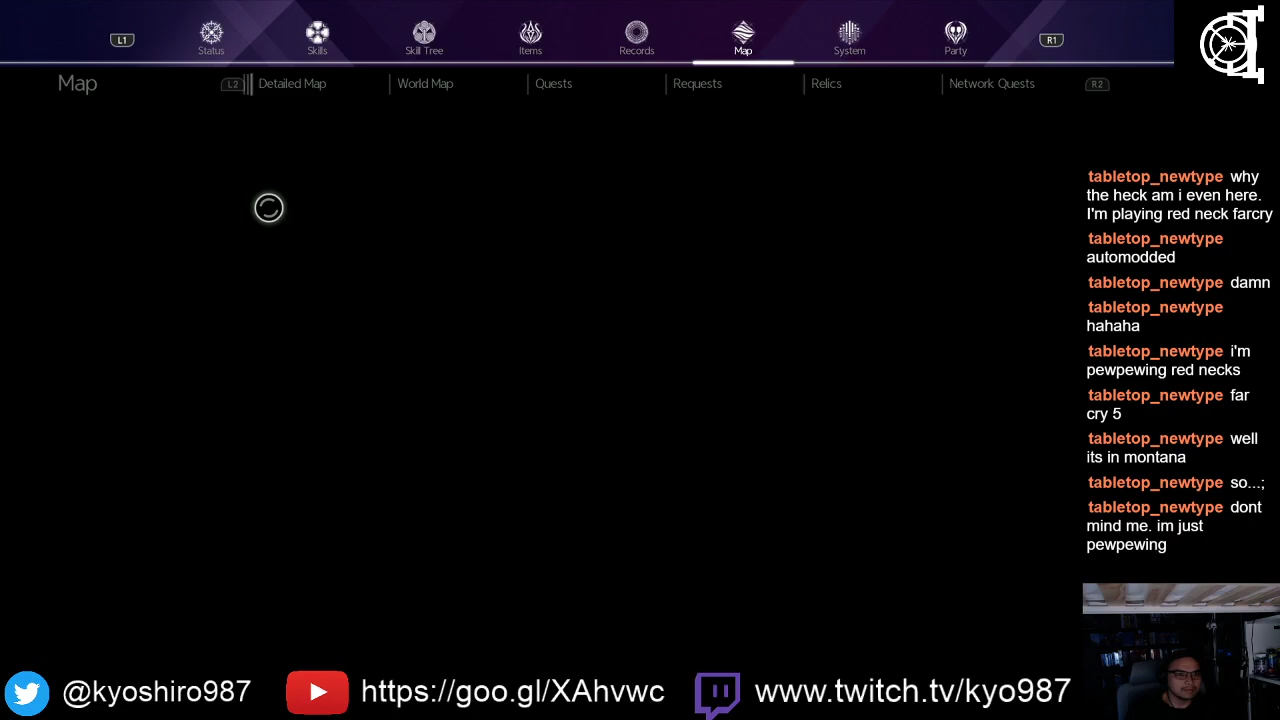 L1
Status
Skills
Skill Tree
Items
Records
Map
System
Party
R1
Map
L2
Detailed Map
World Map
Quests
Requests
Relics
Network Quests
R2
tabletop_newtype why
the heck am i even here.
I'm playing red neck farcry
tabletop_newtype
automodded
tabletop_newtype damn
tabletop_newtype
hahaha
tabletop_newtype i'm
pewpewing red necks
tabletop_newtype far
cry 5
tabletop_newtype well
its in montana
tabletop_newtype so...;
tabletop_newtype dont
mind me. im just
pewpewing
@kyoshiro987
https://goo.gl/XAhvwc
www.twitch.tv/kyo987